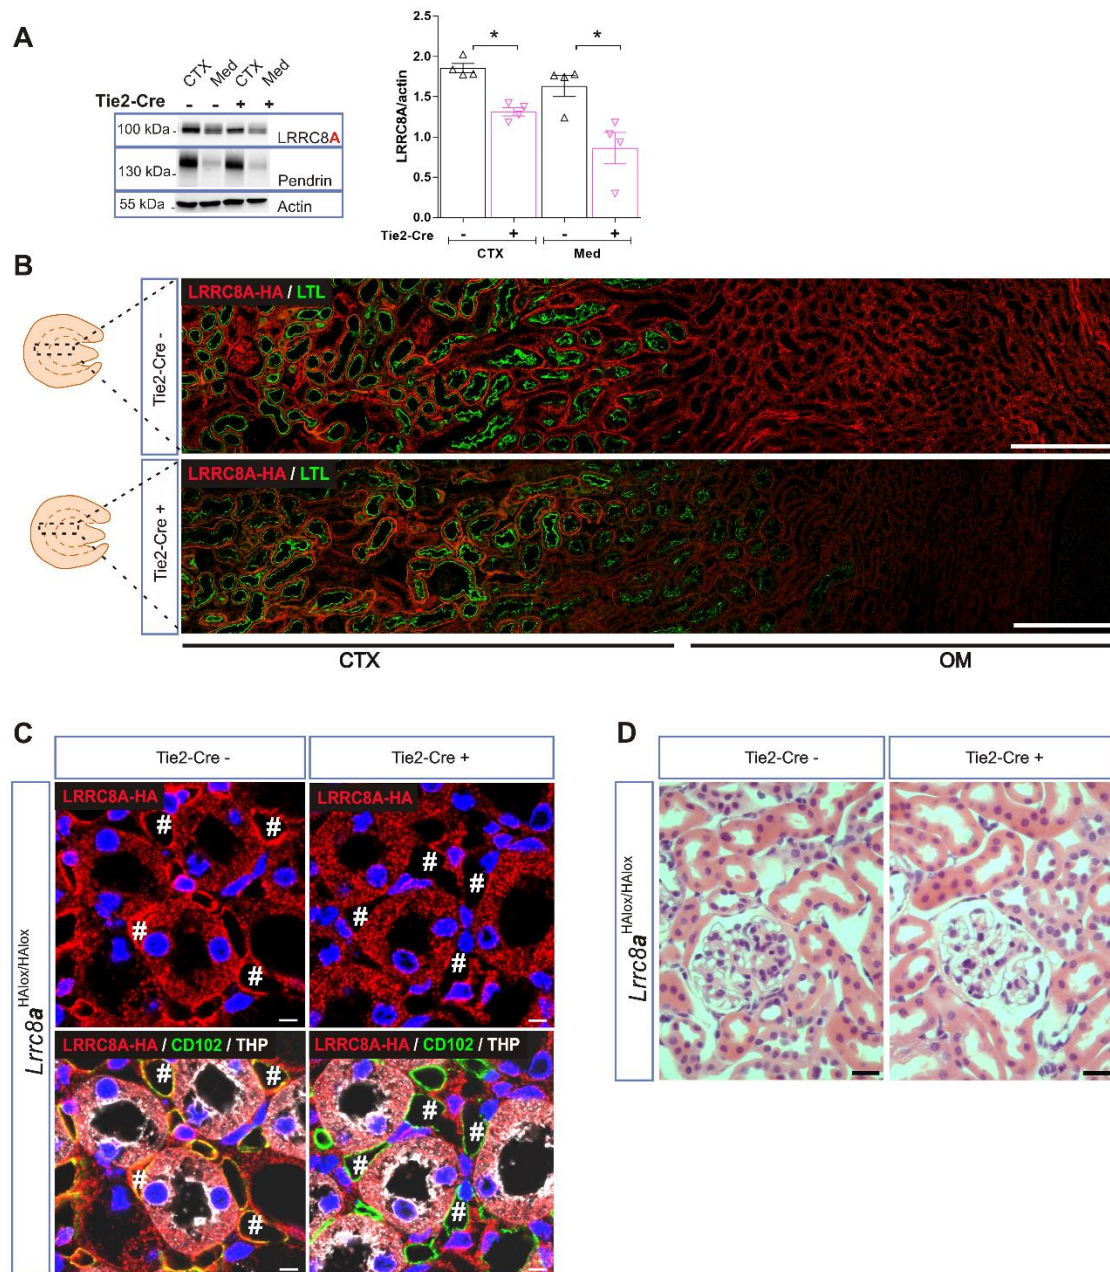 A
CTX Med CTX Med
Tie2-Cre - - + +
100 kDa
LRRC8A
130 kDa
Pendrin
55 kDa
Actin
LRRC8A/actin
2.5
2.0
1.5
1.0
0.5
0.0
* *
Tie2-Cre - + - +
CTX Med
B
Tie2-Cre -
LRRC8A-HA / LTL
Tie2-Cre +
LRRC8A-HA / LTL
CTX OM
C
Tie2-Cre - Tie2-Cre +
Lrrc8a HAlox/HAlox
LRRC8A-HA LRRC8A-HA
# # # #
# # # #
LRRC8A-HA / CD102 / THP LRRC8A-HA / CD102 / THP
# # # #
# # # #
D
Tie2-Cre - Tie2-Cre +
Lrrc8a HAlox/HAlox